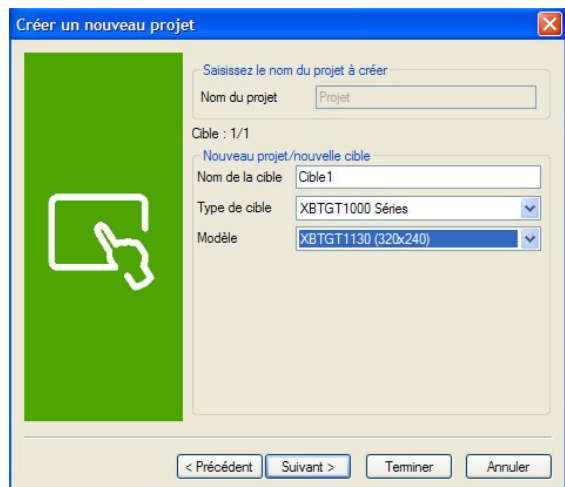 Créer un nouveau projet
Saisissez le nom du projet à créer
Nom du projet Projet
Cible : 1/1
Nouveau projet/nouvelle cible
Nom de la cible Cible1
Type de cible XBTGT1000 Séries
Modèle XBTGT1130 (320x240)
< Précédent Suivant > Terminer Annuler